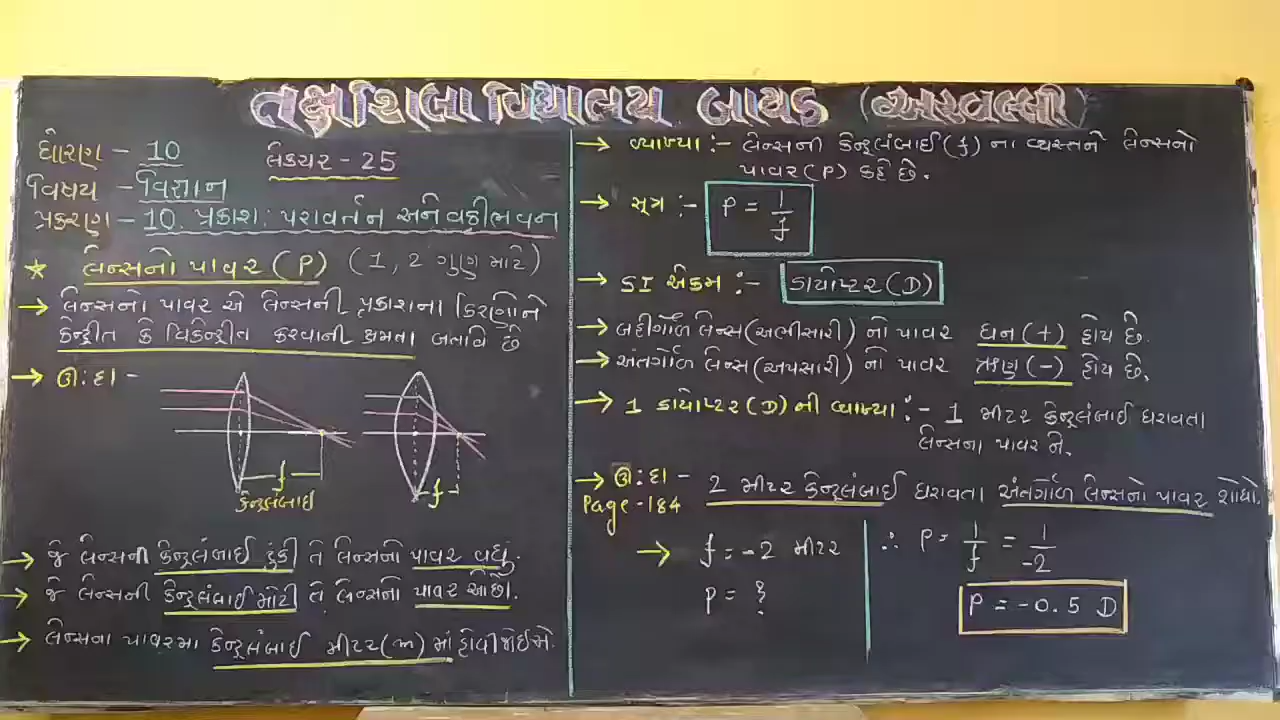 તક્ષશિલા વિદ્યાલય બાયડ (અરવલ્લી)
ધોરણ - 10
લેકચર - 25
વિષય - વિજ્ઞાન
પ્રકરણ - 10. પ્રકાશ: પરાવર્તન અને વક્રીભવન
* લેન્સનો પાવર (P) (1, 2 ગુણ માટે)
→ લેન્સનો પાવર એ લેન્સની પ્રકાશના કિરણોને
કેન્દ્રીત કે વિકેન્દ્રીત કરવાની ક્ષમતા બતાવે છે
→ ઊ:દા -
f
કેન્દ્રલંબાઈ
f
→ જે લેન્સની કેન્દ્રલંબાઈ ટુંકી તે લેન્સનો પાવર વધુ.
→ જે લેન્સની કેન્દ્રલંબાઈ મોટી તે લેન્સનો પાવર ઓછો.
→ લેન્સના પાવરમા કેન્દ્રલંબાઈ મીટર(m) માં હોવી જોઈએ.
→ વ્યાખ્યા :- લેન્સની કેન્દ્રલંબાઈ(f) ના વ્યસ્તને લેન્સનો
પાવર(P) કહે છે.
→ સૂત્ર :- P = 1/f
→ SI એકમ :- ડાયોપ્ટર(D)
→ બહીર્ગોળ લેન્સ(અભીસારી) નો પાવર ધન(+) હોય છે.
→ અંતર્ગોળ લેન્સ(અપસારી) નો પાવર ઋણ(-) હોય છે.
→ 1 ડાયોપ્ટર(D) ની વ્યાખ્યા :- 1 મીટર કેન્દ્રલંબાઈ ધરાવતા
લેન્સના પાવર ને.
→ ઊ:દા - 2 મીટર કેન્દ્રલંબાઈ ધરાવતા અંતર્ગોળ લેન્સનો પાવર શોધો.
Page - 184
→ f = -2 મીટર
P = ?
∴ P = 1/f = 1/-2
P = -0.5 D